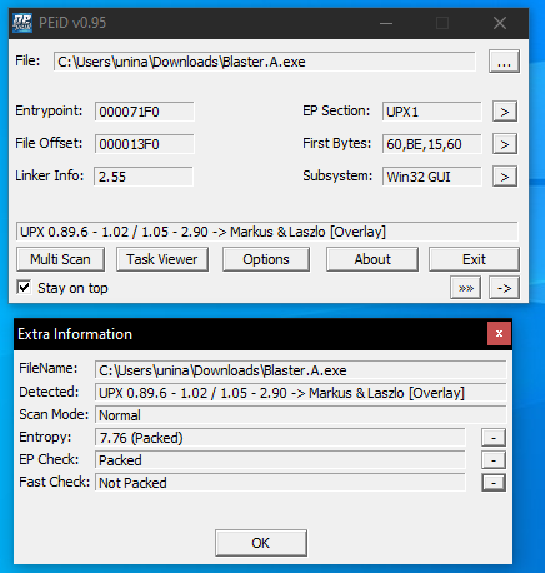 PEiD v0.95
File: C:\Users\unina\Downloads\Blaster.A.exe ...
Entrypoint: 000071F0 EP Section: UPX1 >
File Offset: 000013F0 First Bytes: 60,BE,15,60 >
Linker Info: 2.55 Subsystem: Win32 GUI >
UPX 0.89.6 - 1.02 / 1.05 - 2.90 -> Markus & Laszlo [Overlay]
Multi Scan Task Viewer Options About Exit
Stay on top »» ->
Extra Information x
FileName: C:\Users\unina\Downloads\Blaster.A.exe
Detected: UPX 0.89.6 - 1.02 / 1.05 - 2.90 -> Markus & Laszlo [Overlay]
Scan Mode: Normal
Entropy: 7.76 (Packed) -
EP Check: Packed -
Fast Check: Not Packed -
OK